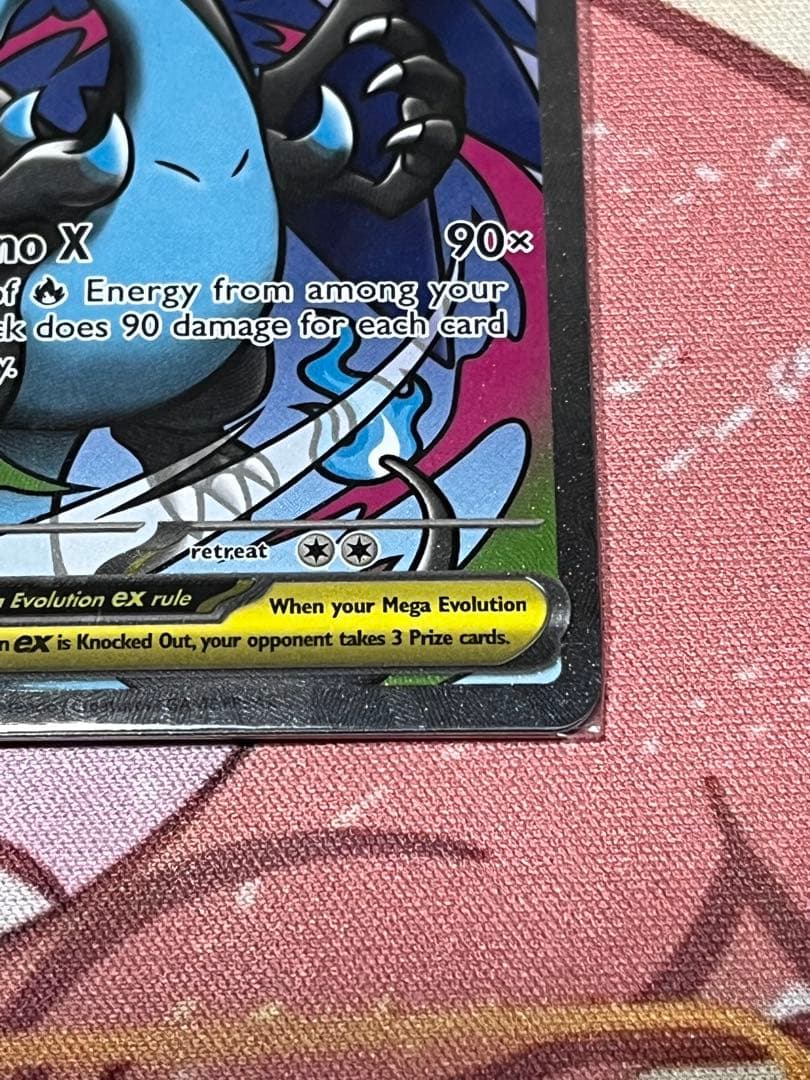 no X 90×
of Energy from among your
ck does 90 damage for each card
y.
retreat
Evolution ex rule When your Mega Evolution
n ex is Knocked Out, your opponent takes 3 Prize cards.